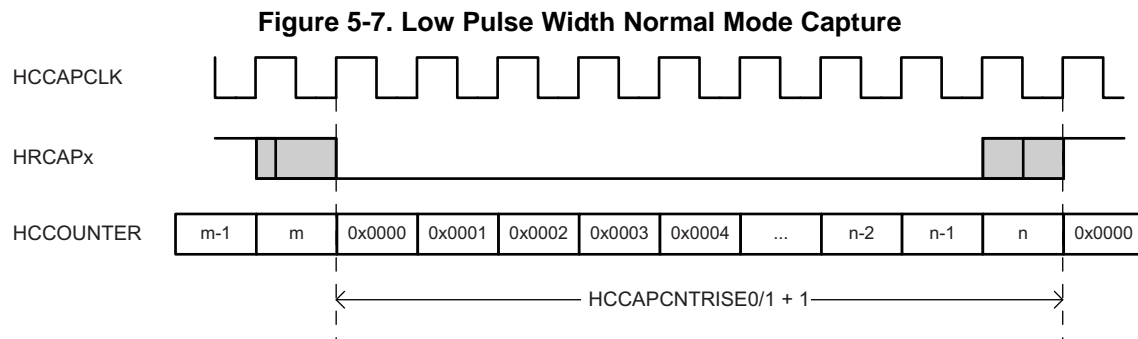 Figure 5-7. Low Pulse Width Normal Mode Capture
HCCAPCLK
HRCAPx
HCCOUNTER m-1 m 0x0000 0x0001 0x0002 0x0003 0x0004 ... n-2 n-1 n 0x0000
HCCAPCNTRISE0/1 + 1